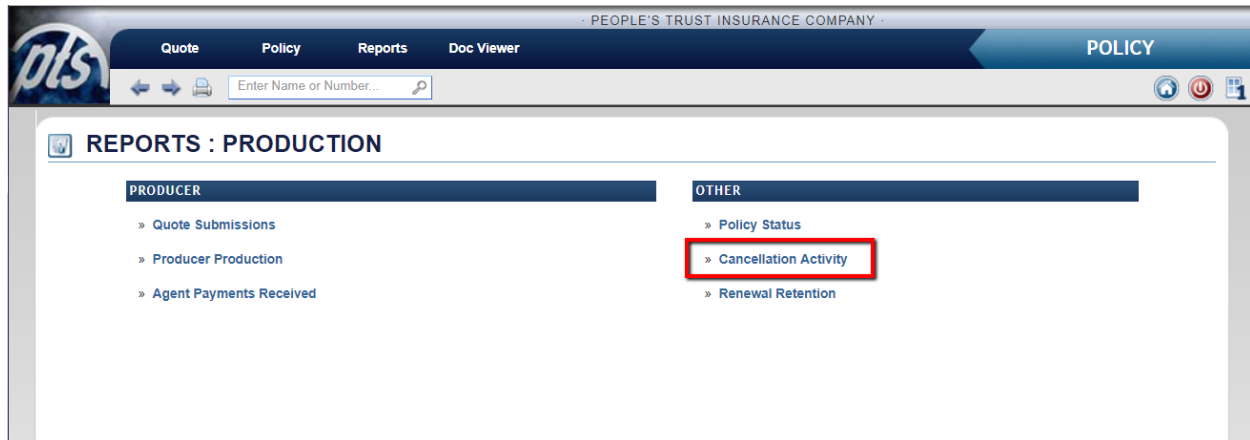 · PEOPLE'S TRUST INSURANCE COMPANY ·
pts
Quote Policy Reports Doc Viewer
POLICY
Enter Name or Number...
1
REPORTS : PRODUCTION
PRODUCER
» Quote Submissions
» Producer Production
» Agent Payments Received
OTHER
» Policy Status
» Cancellation Activity
» Renewal Retention